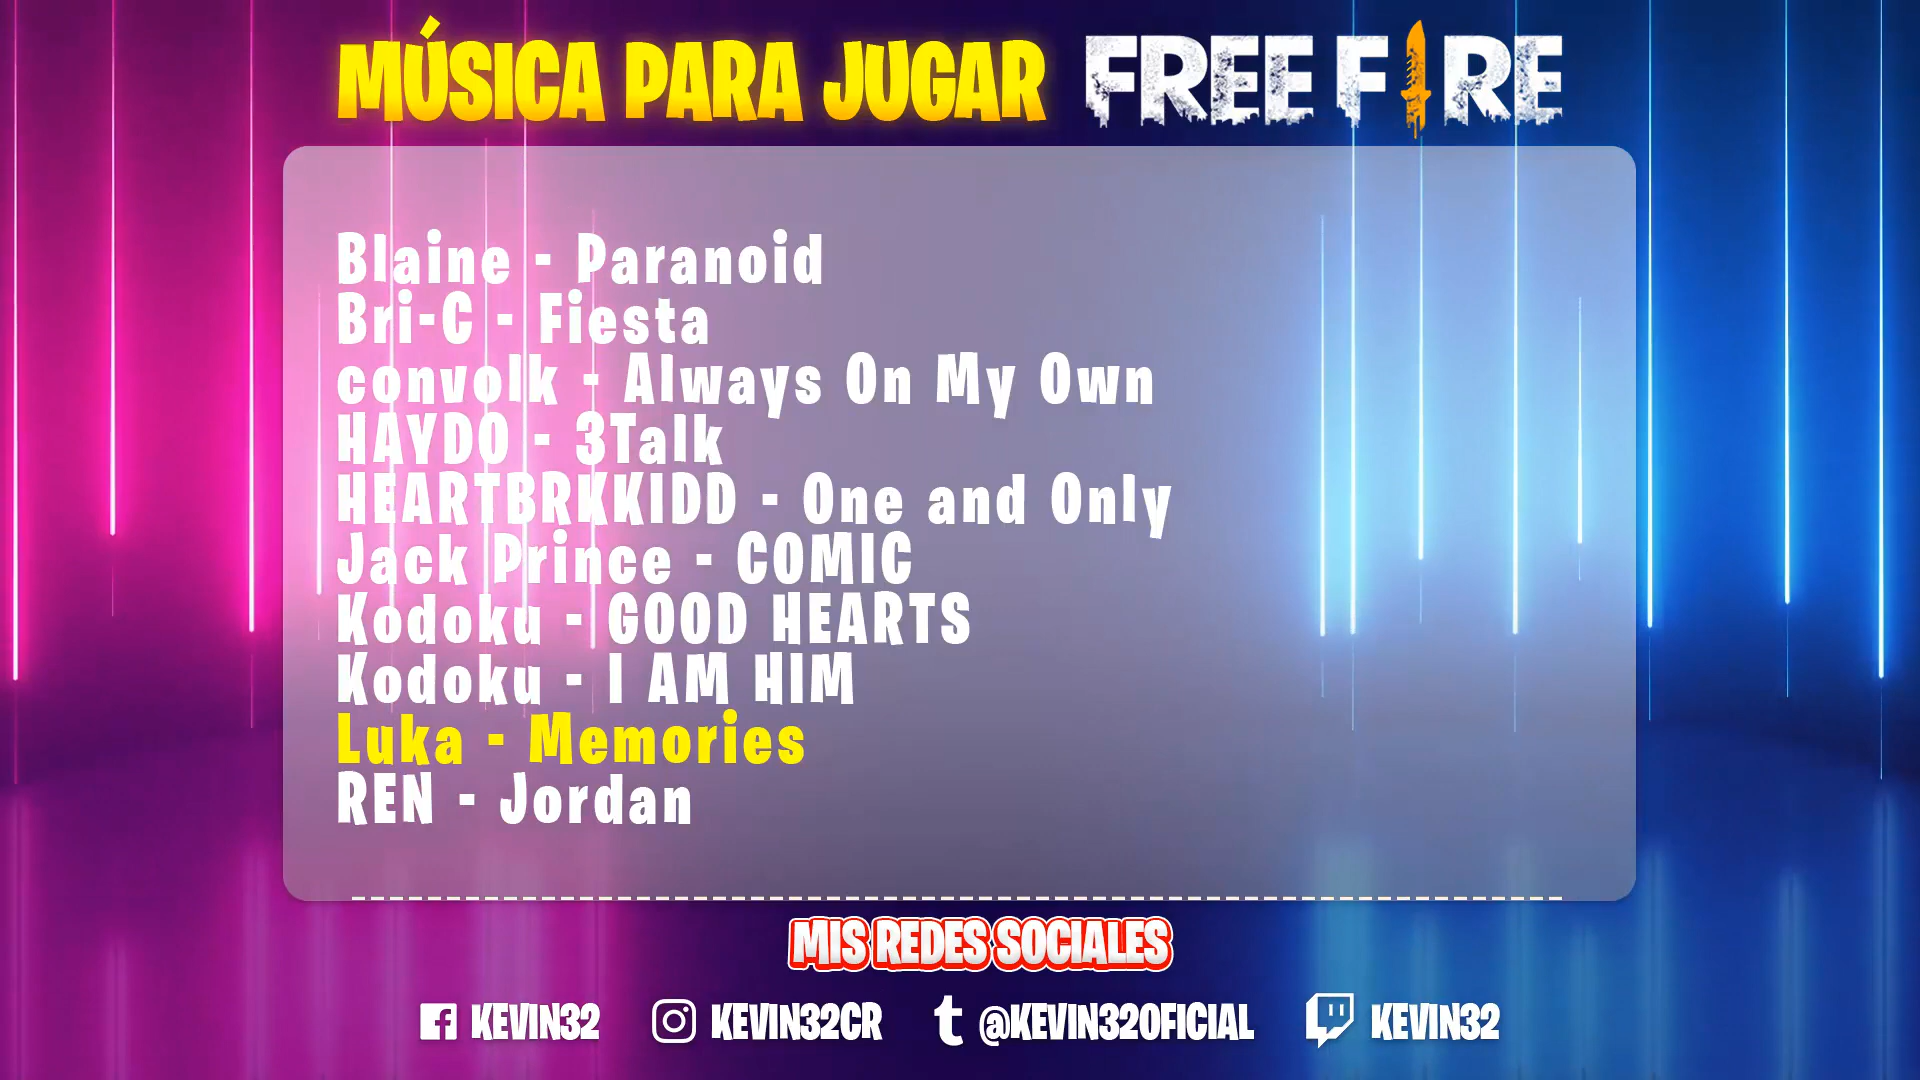 MÚSICA PARA JUGAR FREE FIRE
Blaine - Paranoid
Bri-C - Fiesta
convolk - Always On My Own
HAYDO - 3Talk
HEARTBRKKIDD - One and Only
Jack Prince - COMIC
Kodoku - GOOD HEARTS
Kodoku - I AM HIM
Luka - Memories
REN - Jordan
MIS REDES SOCIALES
KEVIN32 KEVIN32CR @KEVIN32OFICIAL KEVIN32